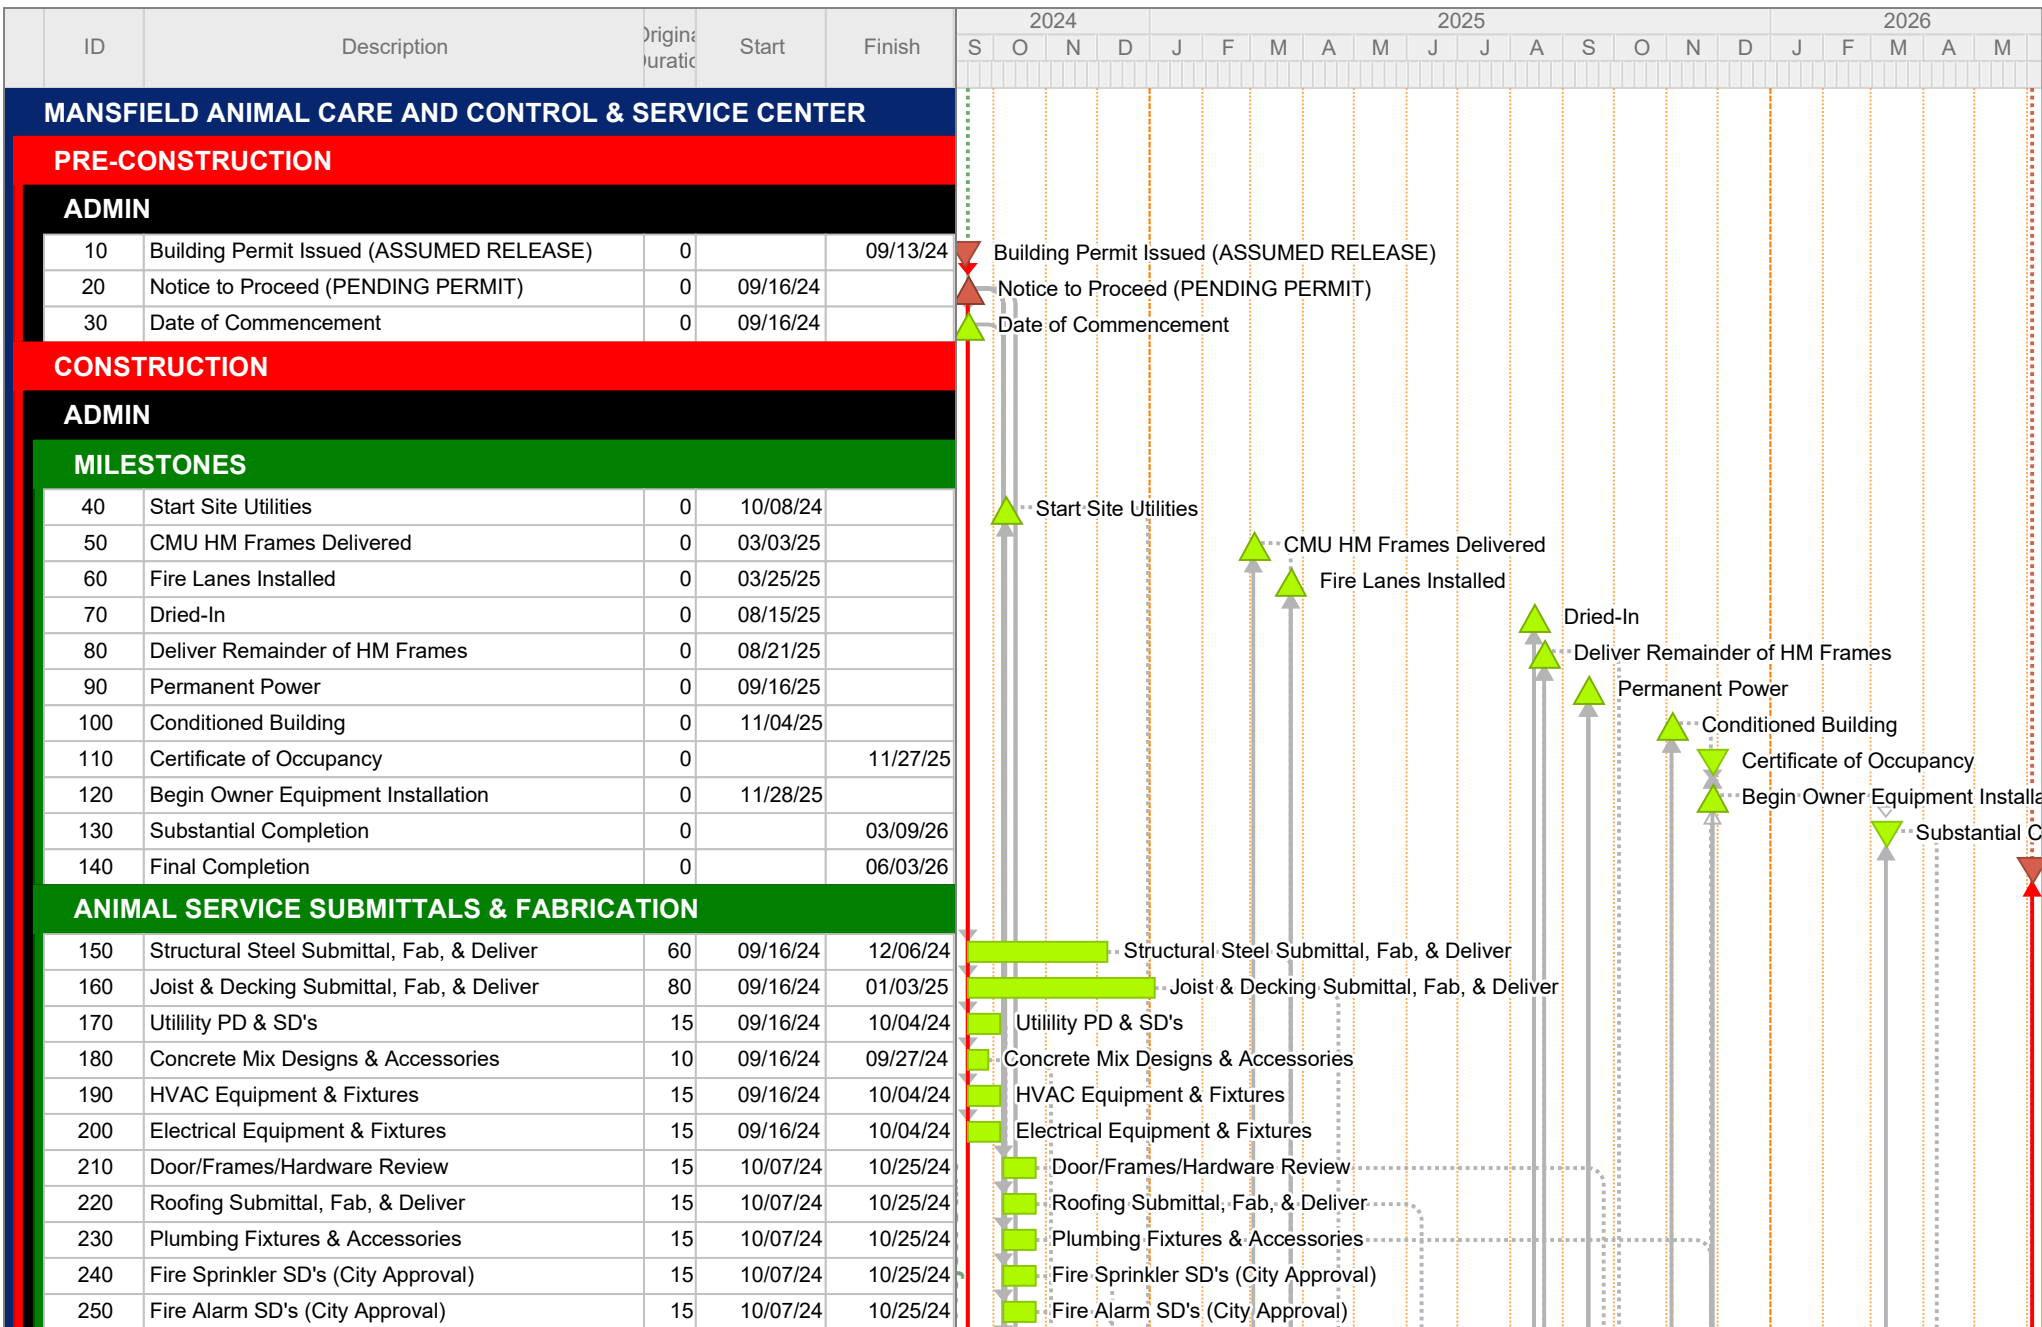 2024 2025 2026
ID Description Start Finish S O N D J F M A M J J A S O N D J F M A M
MANSFIELD ANIMAL CARE AND CONTROL & SERVICE CENTER
PRE-CONSTRUCTION
ADMIN
10 Building Permit Issued (ASSUMED RELEASE) 0 09/13/24 Building Permit Issued (ASSUMED RELEASE)
20 Notice to Proceed (PENDING PERMIT) 0 09/16/24 Notice to Proceed (PENDING PERMIT)
30 Date of Commencement 0 09/16/24 Date of Commencement
CONSTRUCTION
ADMIN
MILESTONES
40 Start Site Utilities 0 10/08/24 Start Site Utilities
50 CMU HM Frames Delivered 0 03/03/25 CMU HM Frames Delivered
60 Fire Lanes Installed 0 03/25/25 Fire Lanes Installed
70 Dried-In 0 08/15/25 Dried-In
80 Deliver Remainder of HM Frames 0 08/21/25 Deliver Remainder of HM Frames
90 Permanent Power 0 09/16/25 Permanent Power
100 Conditioned Building 0 11/04/25 Conditioned Building
110 Certificate of Occupancy 0 11/27/25 Certificate of Occupancy
120 Begin Owner Equipment Installation 0 11/28/25 Begin Owner Equipment Installa
130 Substantial Completion 0 03/09/26 Substantial C
140 Final Completion 0 06/03/26
ANIMAL SERVICE SUBMITTALS & FABRICATION
150 Structural Steel Submittal, Fab, & Deliver 60 09/16/24 12/06/24 Structural Steel Submittal, Fab, & Deliver
160 Joist & Decking Submittal, Fab, & Deliver 80 09/16/24 01/03/25 Joist & Decking Submittal, Fab, & Deliver
170 Utilility PD & SD's 15 09/16/24 10/04/24 Utilility PD & SD's
180 Concrete Mix Designs & Accessories 10 09/16/24 09/27/24 Concrete Mix Designs & Accessories
190 HVAC Equipment & Fixtures 15 09/16/24 10/04/24 HVAC Equipment & Fixtures
200 Electrical Equipment & Fixtures 15 09/16/24 10/04/24 Electrical Equipment & Fixtures
210 Door/Frames/Hardware Review 15 10/07/24 10/25/24 Door/Frames/Hardware Review
220 Roofing Submittal, Fab, & Deliver 15 10/07/24 10/25/24 Roofing Submittal, Fab, & Deliver
230 Plumbing Fixtures & Accessories 15 10/07/24 10/25/24 Plumbing Fixtures & Accessories
240 Fire Sprinkler SD's (City Approval) 15 10/07/24 10/25/24 Fire Sprinkler SD's (City Approval)
250 Fire Alarm SD's (City Approval) 15 10/07/24 10/25/24 Fire Alarm SD's (City Approval)